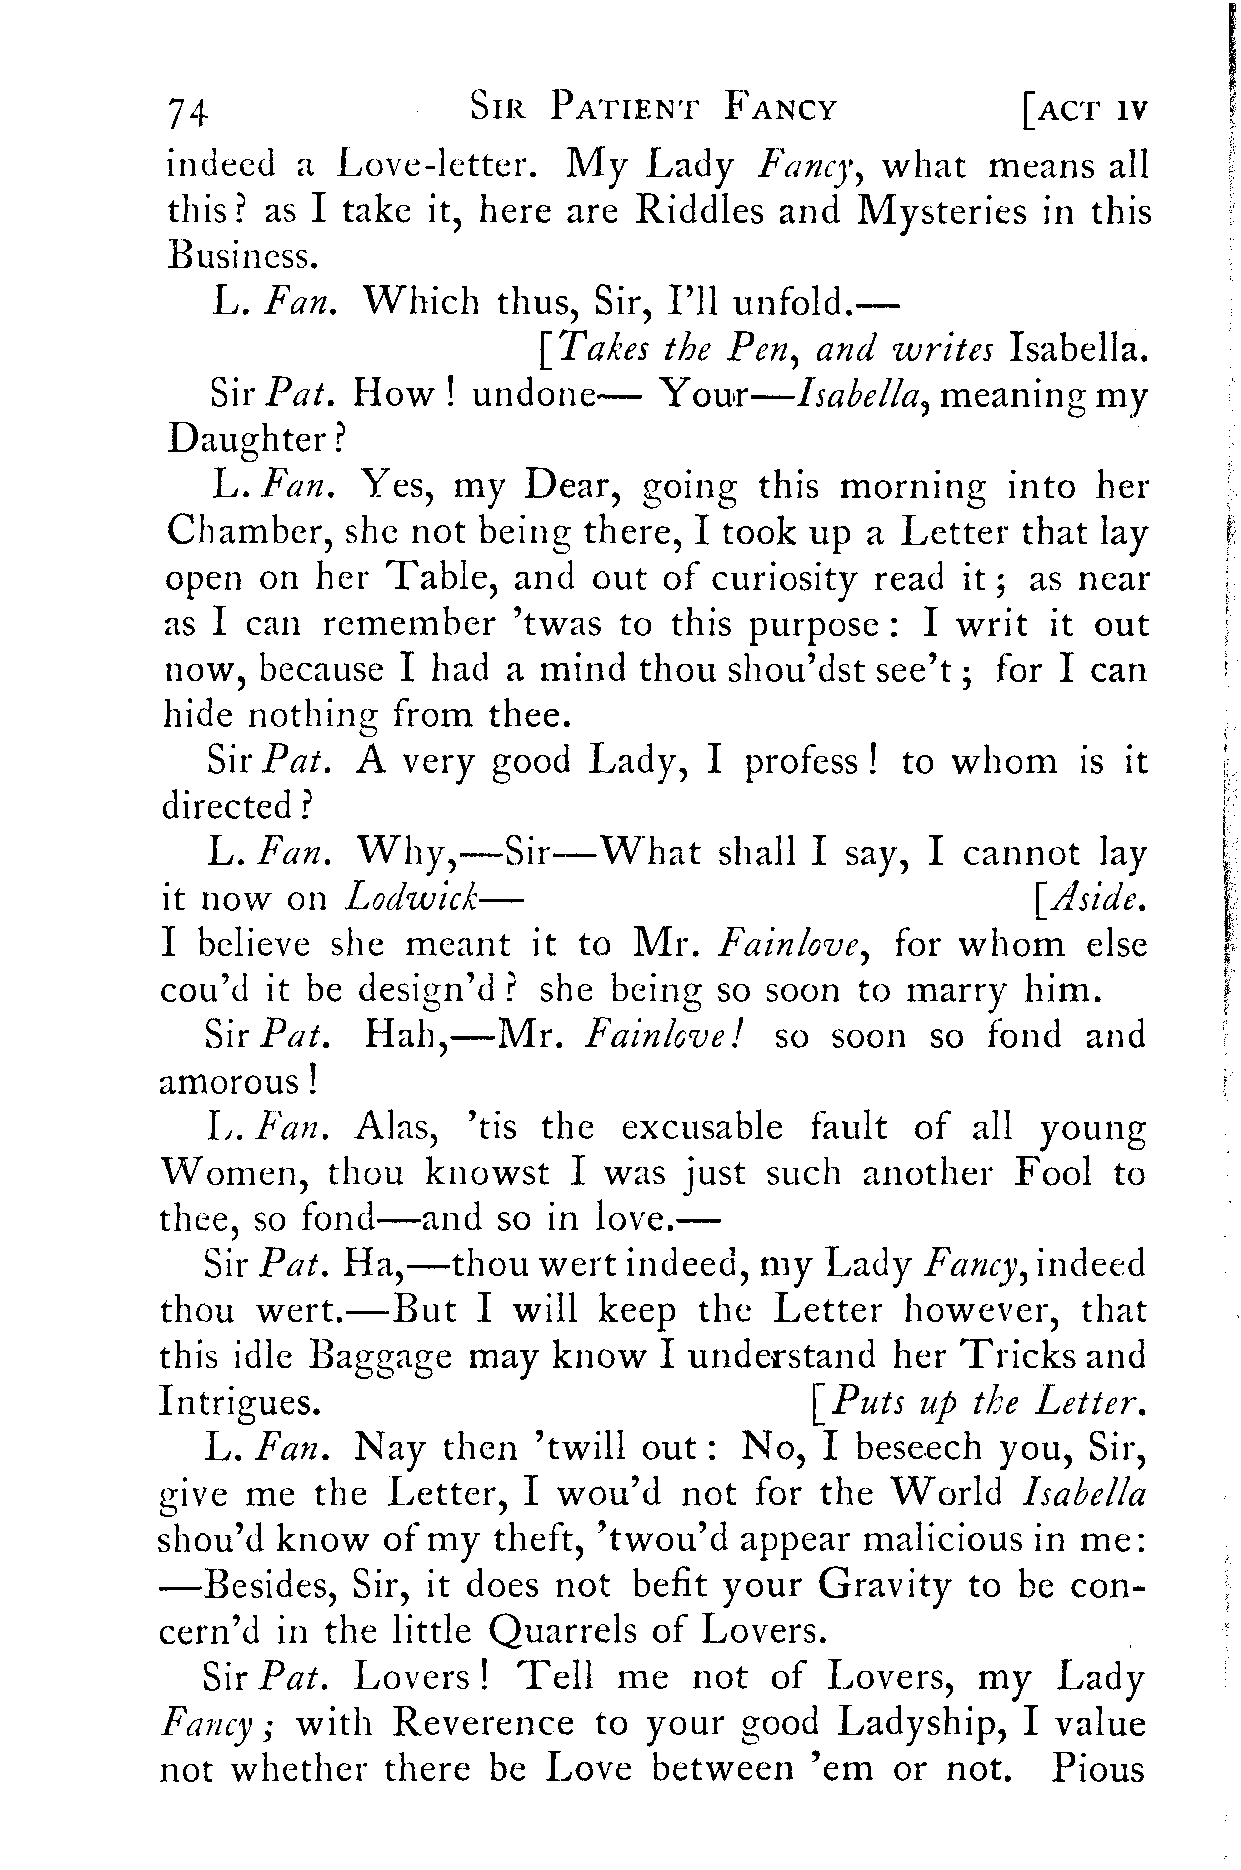 74 SIR PATIENT FANCY [ACT IV
indeed a Love-letter. My Lady Fancy, what means all
this? as I take it, here are Riddles and Mysteries in this
Business.
L. Fan. Which thus, Sir, I'll unfold.—
[Takes the Pen, and writes Isabella.
Sir Pat. How! undone— Your—Isabella, meaning my
Daughter?
L. Fan. Yes, my Dear, going this morning into her
Chamber, she not being there, I took up a Letter that lay
open on her Table, and out of curiosity read it; as near
as I can remember 'twas to this purpose: I writ it out
now, because I had a mind thou shou'dst see't; for I can
hide nothing from thee.
Sir Pat. A very good Lady, I profess! to whom is it
directed?
L. Fan. Why,—Sir—What shall I say, I cannot lay
it now on Lodwick— [Aside.
I believe she meant it to Mr. Fainlove, for whom else
cou'd it be design'd? she being so soon to marry him.
Sir Pat. Hah,—Mr. Fainlove! so soon so fond and
amorous!
L. Fan. Alas, 'tis the excusable fault of all young
Women, thou knowst I was just such another Fool to
thee, so fond—and so in love.—
Sir Pat. Ha,—thou wert indeed, my Lady Fancy, indeed
thou wert.—But I will keep the Letter however, that
this idle Baggage may know I understand her Tricks and
Intrigues. [Puts up the Letter.
L. Fan. Nay then 'twill out: No, I beseech you, Sir,
give me the Letter, I wou'd not for the World Isabella
shou'd know of my theft, 'twou'd appear malicious in me:
—Besides, Sir, it does not befit your Gravity to be con-
cern'd in the little Quarrels of Lovers.
Sir Pat. Lovers! Tell me not of Lovers, my Lady
Fancy; with Reverence to your good Ladyship, I value
not whether there be Love between 'em or not. Pious